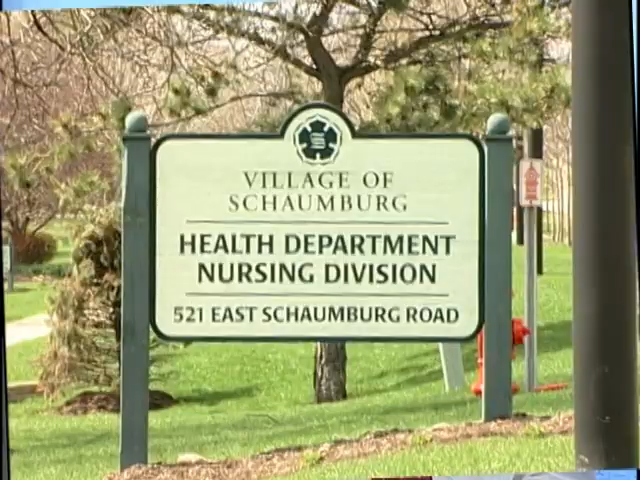 VILLAGE OF
SCHAUMBURG
HEALTH DEPARTMENT
NURSING DIVISION
521 EAST SCHAUMBURG ROAD